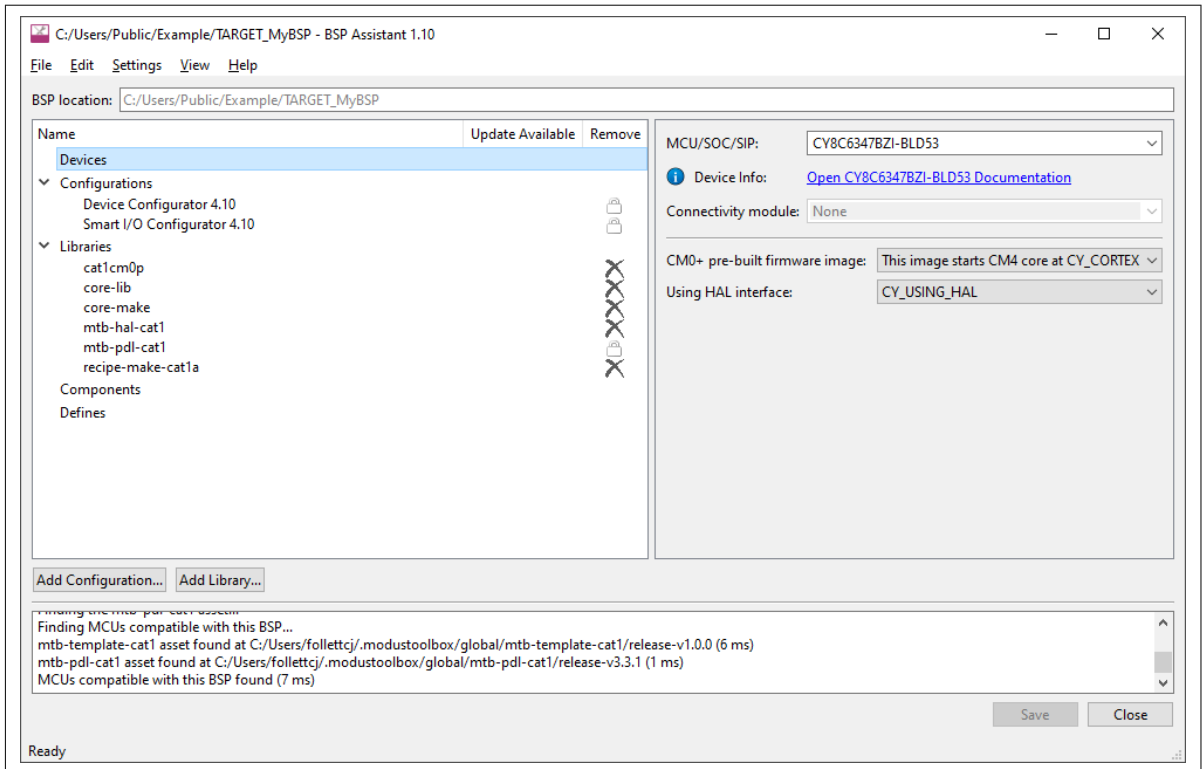 C:/Users/Public/Example/TARGET_MyBSP - BSP Assistant 1.10
File Edit Settings View Help
BSP location: C:/Users/Public/Example/TARGET_MyBSP
Name Update Available Remove
Devices
Configurations
Device Configurator 4.10
Smart I/O Configurator 4.10
Libraries
cat1cm0p
core-lib
core-make
mtb-hal-cat1
mtb-pdl-cat1
recipe-make-cat1a
Components
Defines
MCU/SOC/SIP: CY8C6347BZI-BLD53
Device Info: Open CY8C6347BZI-BLD53 Documentation
Connectivity module: None
CM0+ pre-built firmware image: This image starts CM4 core at CY_CORTEX
Using HAL interface: CY_USING_HAL
Add Configuration... Add Library...
Finding the mtb-pdl-cat1 asset...
Finding MCUs compatible with this BSP...
mtb-template-cat1 asset found at C:/Users/follettcj/.modustoolbox/global/mtb-template-cat1/release-v1.0.0 (6 ms)
mtb-pdl-cat1 asset found at C:/Users/follettcj/.modustoolbox/global/mtb-pdl-cat1/release-v3.3.1 (1 ms)
MCUs compatible with this BSP found (7 ms)
Save Close
Ready